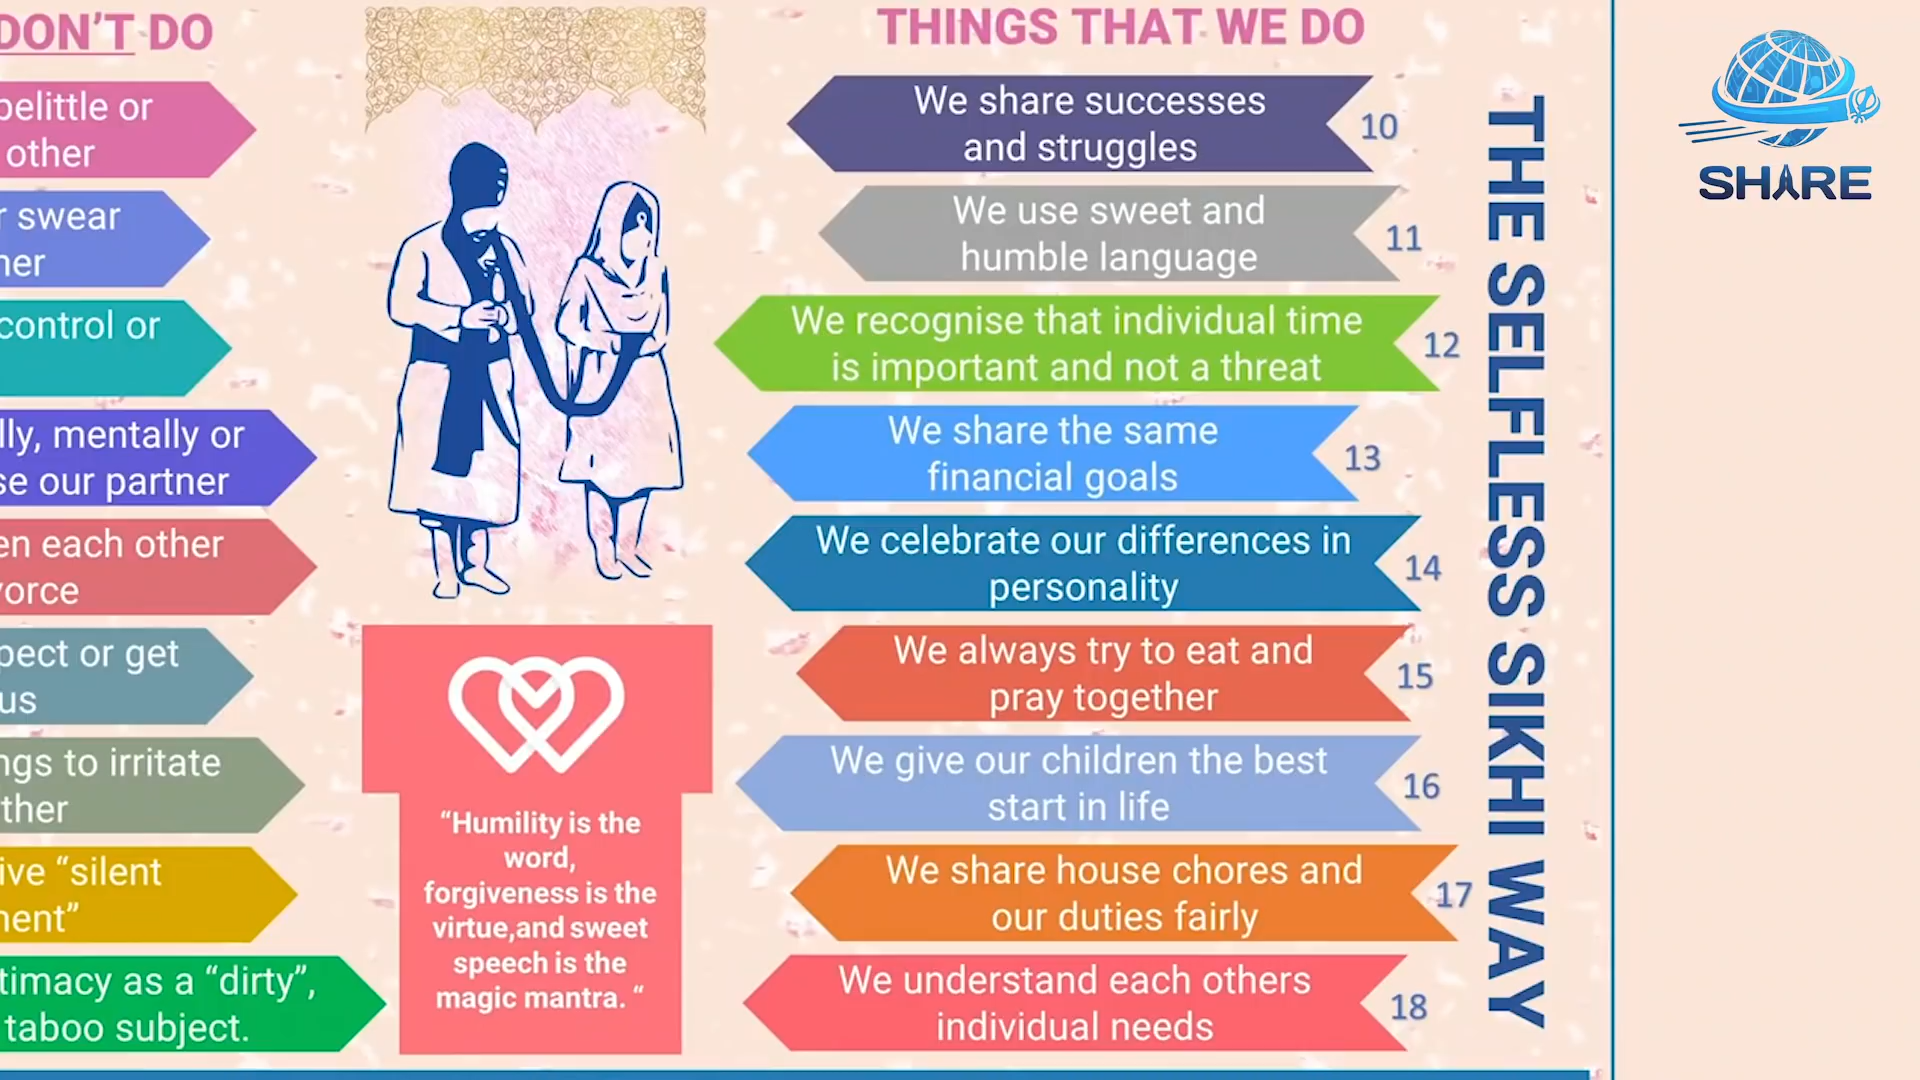 DON'T DO
belittle or
other
swear
control or
lly, mentally or
se our partner
en each other
vorce
pect or get
us
ngs to irritate
ther
ive “silent
ment”
timacy as a “dirty”,
taboo subject.
“Humility is the
word,
forgiveness is the
virtue,and sweet
speech is the
magic mantra. “
THINGS THAT WE DO
We share successes
and struggles
10
We use sweet and
humble language
11
We recognise that individual time
is important and not a threat
12
We share the same
financial goals
13
We celebrate our differences in
personality
14
We always try to eat and
pray together
15
We give our children the best
start in life
16
We share house chores and
our duties fairly
17
We understand each others
individual needs
18
THE SELFLESS SIKHI WAY
SHARE